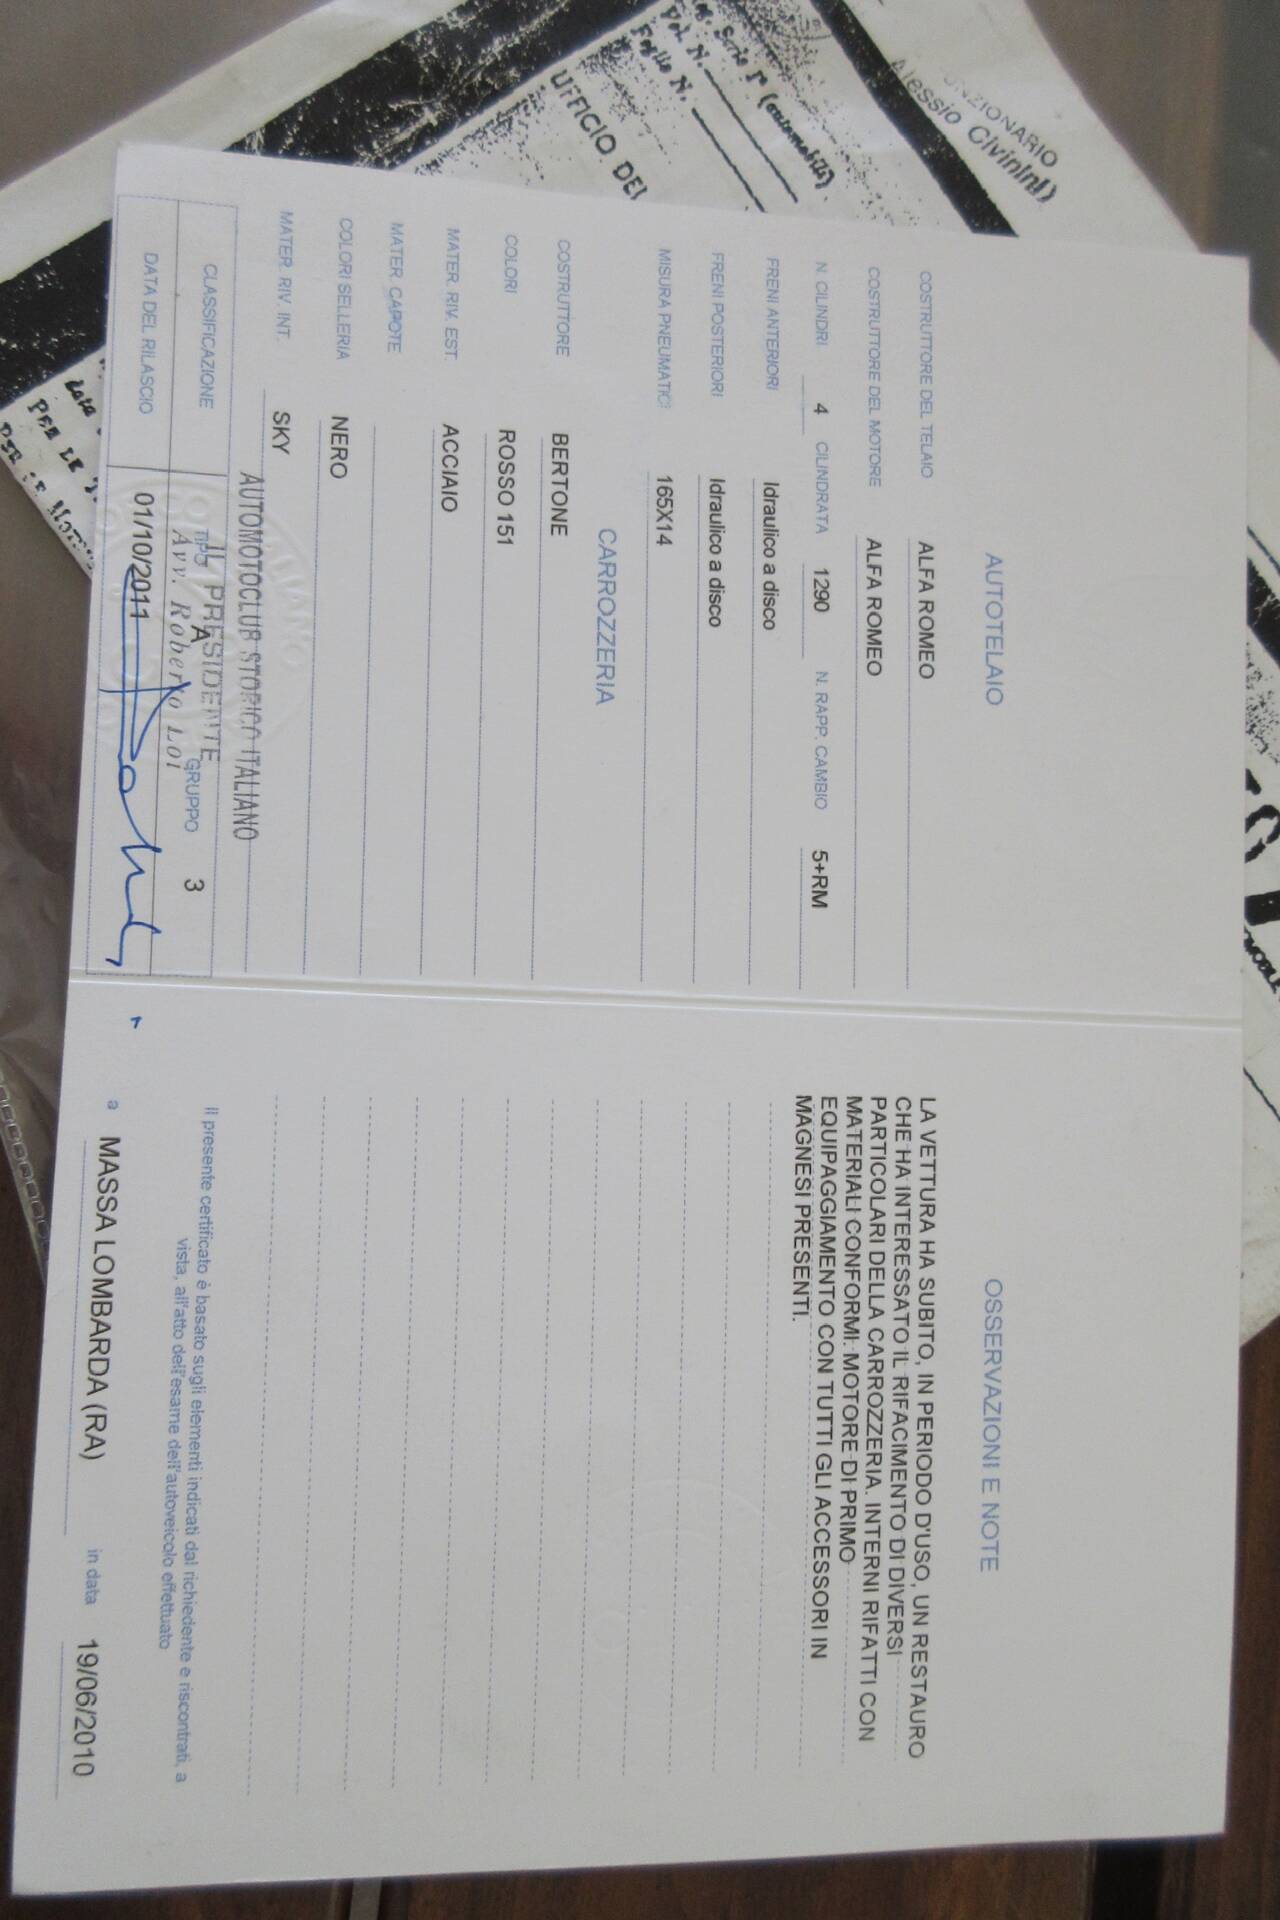 AUTOTELAIO
COSTRUTTORE DEL TELAIO ALFA ROMEO
COSTRUTTORE DEL MOTORE ALFA ROMEO
N. CILINDRI 4 CILINDRATA 1290 N. RAPP. CAMBIO 5+RM
FRENI ANTERIORI Idraulico a disco
FRENI POSTERIORI Idraulico a disco
MISURA PNEUMATICI 165X14
CARROZZERIA
COSTRUTTORE BERTONE
COLORI ROSSO 151
MATER. RIV. EST. ACCIAIO
MATER. CAPOTE
COLORI SELLERIA NERO
MATER. RIV. INT. SKY
AUTOMOTOCLUB STORICO ITALIANO
CLASSIFICAZIONE TIPO A GRUPPO 3
IL PRESIDENTE
Avv. Roberto Loi
DATA DEL RILASCIO 01/10/2011
OSSERVAZIONI E NOTE
LA VETTURA HA SUBITO, IN PERIODO D'USO, UN RESTAURO
CHE HA INTERESSATO IL RIFACIMENTO DI DIVERSI
PARTICOLARI DELLA CARROZZERIA. INTERNI RIFATTI CON
MATERIALI CONFORMI. MOTORE DI PRIMO
EQUIPAGGIAMENTO CON TUTTI GLI ACCESSORI IN
MAGNESI PRESENTI.
Il presente certificato è basato sugli elementi indicati dal richiedente e riscontrati, a
vista, all'atto dell'esame dell'autoveicolo effettuato
a MASSA LOMBARDA (RA) in data 19/06/2010
Serie 1ª (automobili)
Vol. N.
Foglio N.
UFFICIO DEL
Alessio Civinini)
PER LE